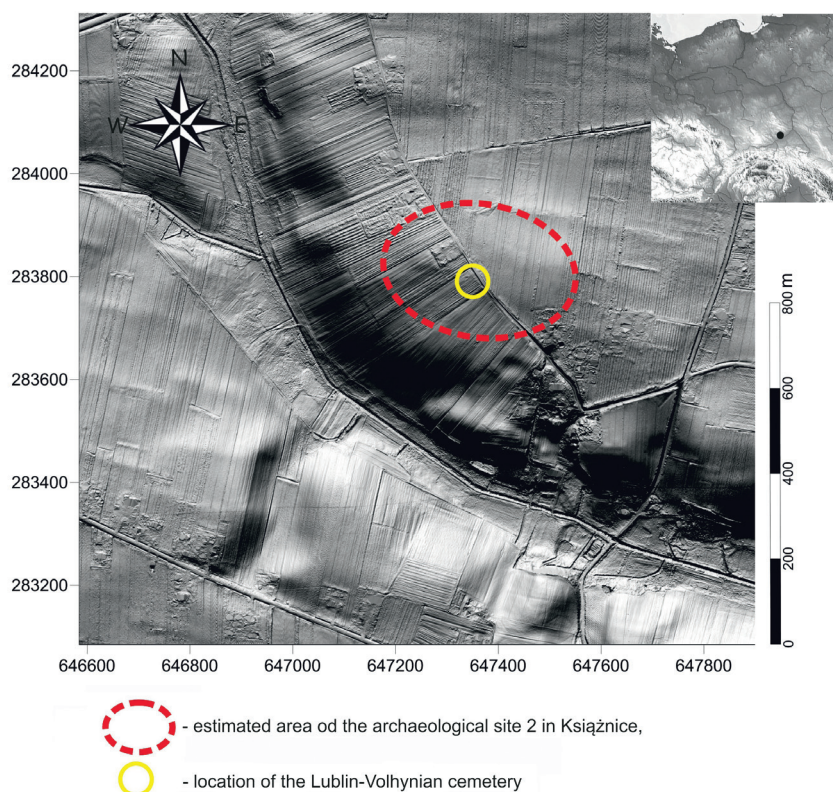 284200
284000
283800
283600
283400
283200
N
W
E
800 m
600
400
200
0
646600
646800
647000
647200
647400
647600
647800
- estimated area od the archaeological site 2 in Książnice,
- location of the Lublin-Volhynian cemetery